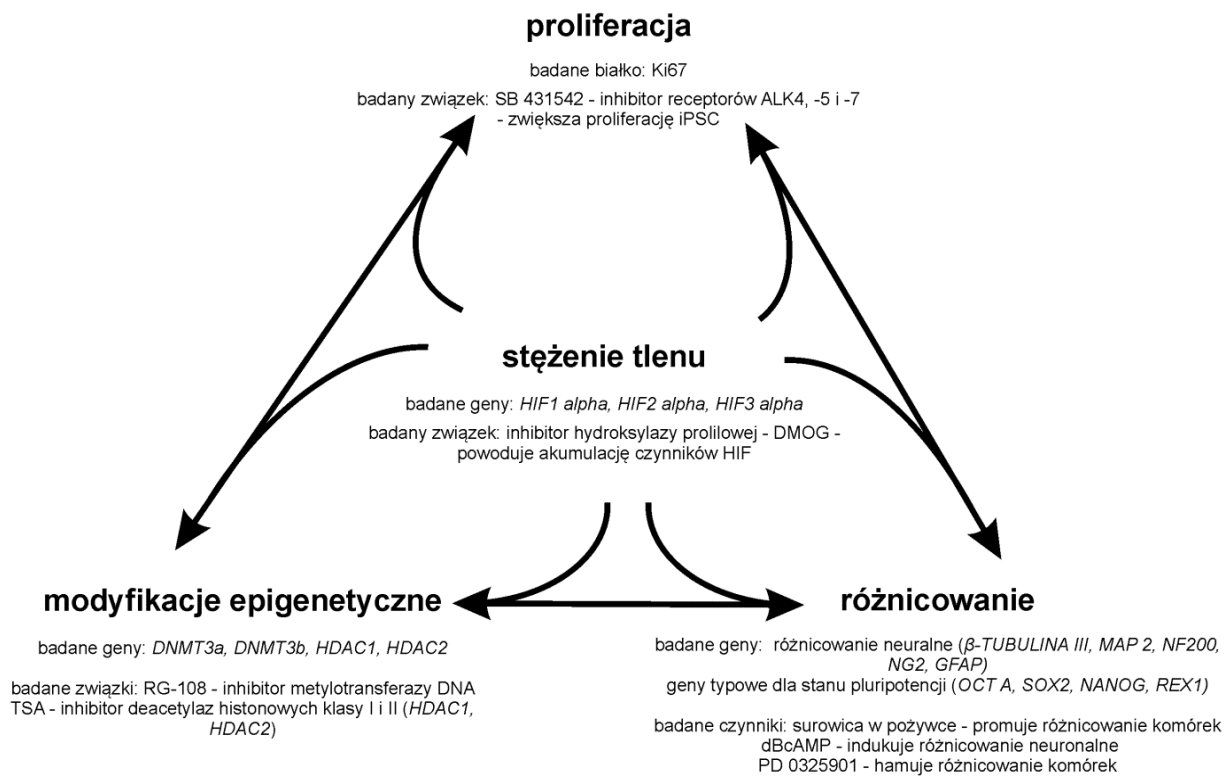 proliferacja
badane białko: Ki67
badany związek: SB 431542 - inhibitor receptorów ALK4, -5 i -7
- zwiększa proliferację iPSC
stężenie tlenu
badane geny: HIF1 alpha, HIF2 alpha, HIF3 alpha
badany związek: inhibitor hydroksylazy prolilowej - DMOG -
powoduje akumulację czynników HIF
modyfikacje epigenetyczne
badane geny: DNMT3a, DNMT3b, HDAC1, HDAC2
badane związki: RG-108 - inhibitor metylotransferazy DNA
TSA - inhibitor deacetylaz histonowych klasy I i II (HDAC1,
HDAC2)
różnicowanie
badane geny: różnicowanie neuralne (β-TUBULINA III, MAP 2, NF200,
NG2, GFAP)
geny typowe dla stanu pluripotencji (OCT A, SOX2, NANOG, REX1)
badane czynniki: surowica w pożywce - promuje różnicowanie komórek
dBcAMP - indukuje różnicowanie neuronalne
PD 0325901 - hamuje różnicowanie komórek